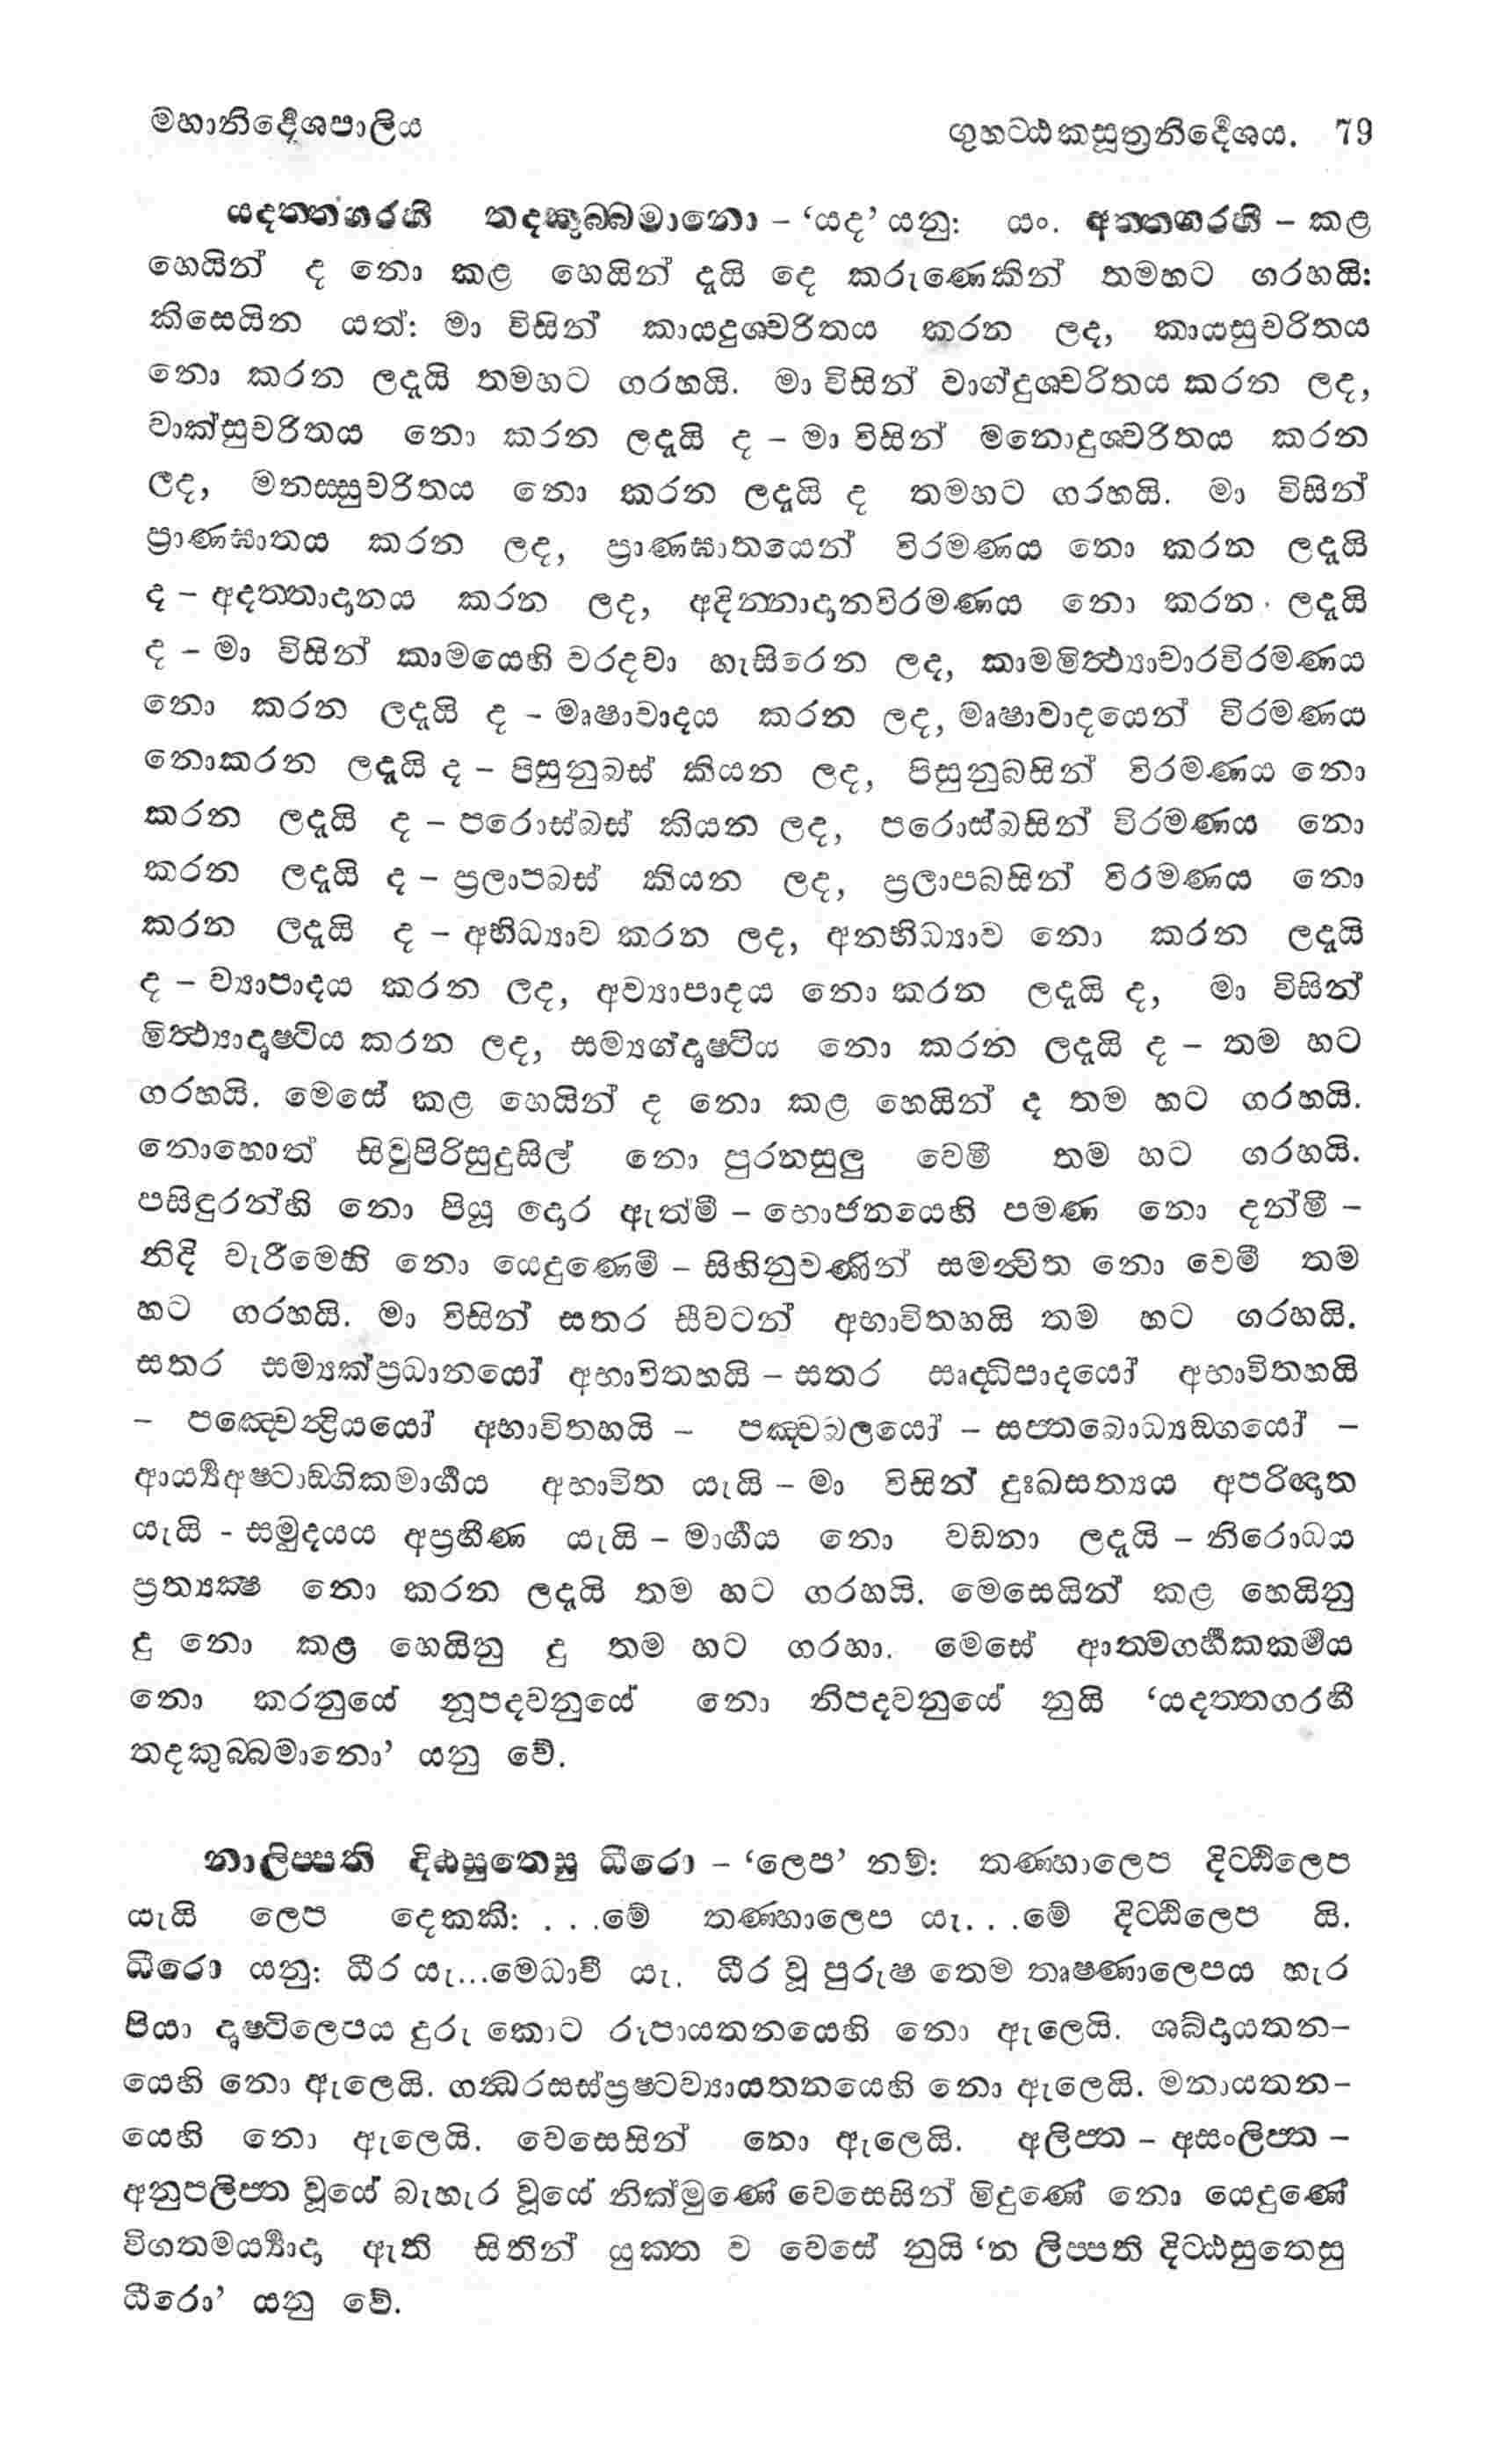 මහානිර්‍දේශපාලිය
ගුහට්ඨකසූත්‍රනිර්‍දේශය. 79
යදත්තගරහී තදකුබ්බමානො – ‘යද’ යනු: යං. අත්තගරහී – කළ
හෙයින් ද නො කළ හෙයින් දැයි දෙ කරුණෙකින් තමහට ගරහයි:
කිසෙයින යත්: මා විසින් කායදුශ්චරිතය කරන ලද, කායසුචරිතය
නො කරන ලදැයි තමහට ගරහයි. මා විසින් වාග්දුශ්චරිතය කරන ලද,
වාක්සුචරිතය නො කරන ලදැයි ද – මා විසින් මනොදුශ්චරිතය කරන
ලද, මනස්සුචරිතය නො කරන ලදැයි ද තමහට ගරහයි. මා විසින්
ප්‍රාණඝාතය කරන ලද, ප්‍රාණඝාතයෙන් විරමණය නො කරන ලදැයි
ද – අදත්තාදානය කරන ලද, අදින්නාදානවිරමණය නො කරන ලදැයි
ද – මා විසින් කාමයෙහි වරදවා හැසිරෙන ලද, කාමමිත්‍ථ්‍යාචාරවිරමණය
නො කරන ලදැයි ද – මෘෂාවාදය කරන ලද, මෘෂාවාදයෙන් විරමණය
නොකරන ලදැයි ද – පිසුනුබස් කියන ලද, පිසුනුබසින් විරමණය නො
කරන ලදැයි ද – පරොස්බස් කියන ලද, පරොස්බසින් විරමණය නො
කරන ලදැයි ද – ප්‍රලාපබස් කියන ලද, ප්‍රලාපබසින් විරමණය නො
කරන ලදැයි ද – අභිධ්‍යාව කරන ලද, අනභිධ්‍යාව නො කරන ලදැයි
ද – ව්‍යාපාදය කරන ලද, අව්‍යාපාදය නො කරන ලදැයි ද, මා විසින්
මිත්‍ථ්‍යාදෘෂ්ටිය කරන ලද, සම්‍යග්දෘෂ්ටිය නො කරන ලදැයි ද – තම හට
ගරහයි. මෙසේ කළ හෙයින් ද නො කළ හෙයින් ද තම හට ගරහයි.
නොහොත් සිවුපිරිසුදුසිල් නො පුරනසුලු වෙමි තම හට ගරහයි.
පසිඳුරන්හි නො පියූ දොර ඇත්මි – භොජනයෙහි පමණ නො දන්මි –
නිදි වැරීමෙහි නො යෙදුණෙමි – සිහිනුවණින් සමන්‍විත නො වෙමි තම
හට ගරහයි. මා විසින් සතර සීවටන් අභාවිතහයි තම හට ගරහයි.
සතර සම්‍යක්ප්‍රධානයෝ අභාවිතහයි – සතර ඍද්ධිපාදයෝ අභාවිතහයි
– පඤ්චේන්ද්‍රියයෝ අභාවිතහයි – පඤ්චබලයෝ – සප්තබොධ්‍යඞ්ගයෝ –
ආර්‍ය්‍යඅෂ්ටාඞ්ගිකමාර්‍ගය අභාවිත යැයි – මා විසින් දුඃඛසත්‍යය අපරිඥාත
යැයි - සමුදයය අප්‍රහීණ යැයි – මාර්‍ගය නො වඩනා ලදැයි – නිරොධය
ප්‍රත්‍යක්‍ෂ නො කරන ලදැයි තම හට ගරහයි. මෙසෙයින් කළ හෙයිනු
දු නො කළ හෙයිනු දු තම හට ගරහා. මෙසේ ආත්මගර්‍හීකකර්‍මය
නො කරනුයේ නූපදවනුයේ නො නිපදවනුයේ නුයි ‘යදත්තගරහී
තදකුබ්බමානො’ යනු වේ.
නාලිප්පති දිඨසුතෙසු ධීරො – ‘ලෙප’ නම්: තණ්හාලෙප දිට්ඨිලෙප
යැයි ලෙප දෙකකි: . . .මේ තණ්හාලෙප යැ. . .මේ දිට්ඨිලෙප යි.
ධීරො යනු: ධීර යැ...මෙධාවී යැ. ධීර වූ පුරුෂ තෙම තෘෂ්ණාලෙපය හැර
පියා දෘෂ්ටිලෙපය දුරු කොට රූපායතනයෙහි නො ඇලෙයි. ශබ්දායතන–
යෙහි නො ඇලෙයි. ගන්‍ධරසස්ප්‍රෂ්ටව්‍යායතනයෙහි නො ඇලෙයි. මනායතන–
යෙහි නො ඇලෙයි. වෙසෙසින් නො ඇලෙයි. අලිප්ත – අසංලිප්ත –
අනුපලිප්ත වූයේ බැහැර වූයේ නික්මුණේ වෙසෙසින් මිදුණේ නො යෙදුණේ
විගතමර්‍ය්‍යාදා ඇති සිතින් යුක්ත ව වෙසේ නුයි ‘න ලිප්පති දිට්ඨසුතෙසු
ධීරො’ යනු වේ.